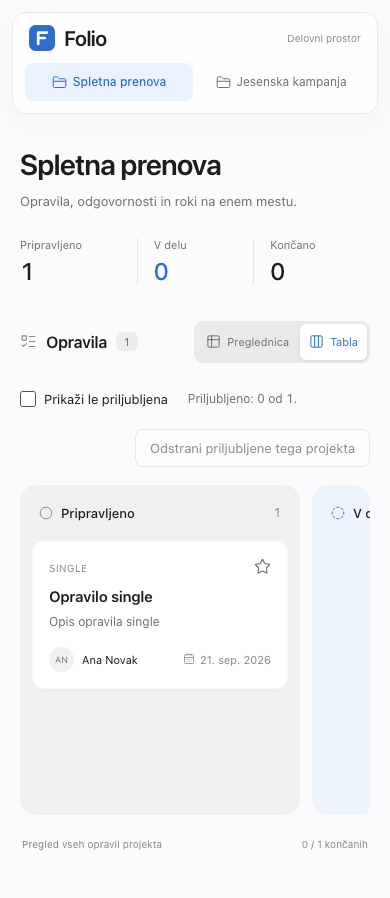 Folio
Delovni prostor
Spletna prenova
Jesenska kampanja
Spletna prenova
Opravila, odgovornosti in roki na enem mestu.
Pripravljeno
1
V delu
0
Končano
0
Opravila 1
Preglednica
Tabla
Prikaži le priljubljena
Priljubljeno: 0 od 1.
Odstrani priljubljene tega projekta
Pripravljeno 1
SINGLE
Opravilo single
Opis opravila single
AN Ana Novak
21. sep. 2026
V
Pregled vseh opravil projekta
0 / 1 končanih